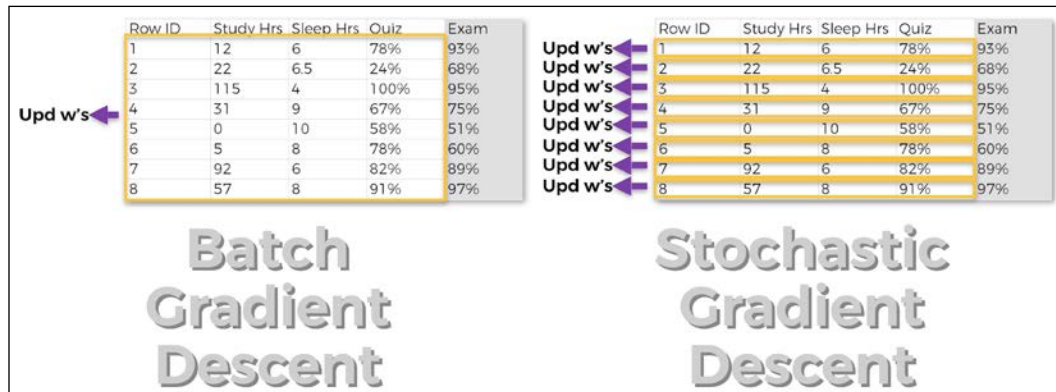 Row ID Study Hrs Sleep Hrs Quiz Exam
1 12 6 78% 93%
2 22 6.5 24% 68%
3 115 4 100% 95%
4 31 9 67% 75%
5 0 10 58% 51%
6 5 8 78% 60%
7 92 6 82% 89%
8 57 8 91% 97%
Upd w's
Batch
Gradient
Descent
Row ID Study Hrs Sleep Hrs Quiz Exam
Upd w's 1 12 6 78% 93%
Upd w's 2 22 6.5 24% 68%
Upd w's 3 115 4 100% 95%
Upd w's 4 31 9 67% 75%
Upd w's 5 0 10 58% 51%
Upd w's 6 5 8 78% 60%
Upd w's 7 92 6 82% 89%
Upd w's 8 57 8 91% 97%
Stochastic
Gradient
Descent